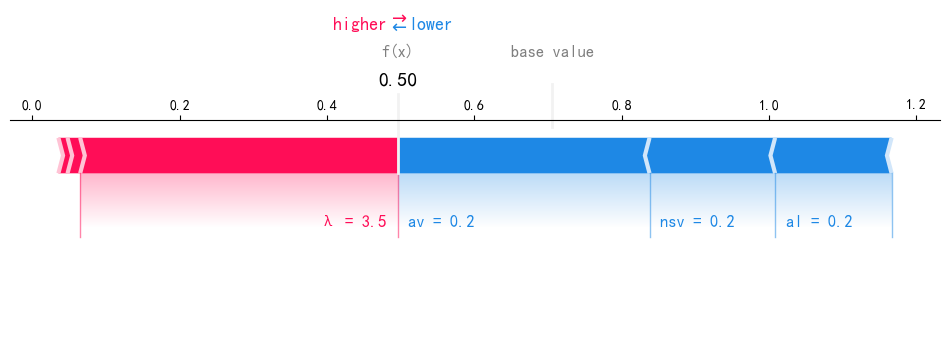 higher ⇄ lower
f(x) base value
0.50
0.0 0.2 0.4 0.6 0.8 1.0 1.2
λ = 3.5 av = 0.2 nsv = 0.2 al = 0.2